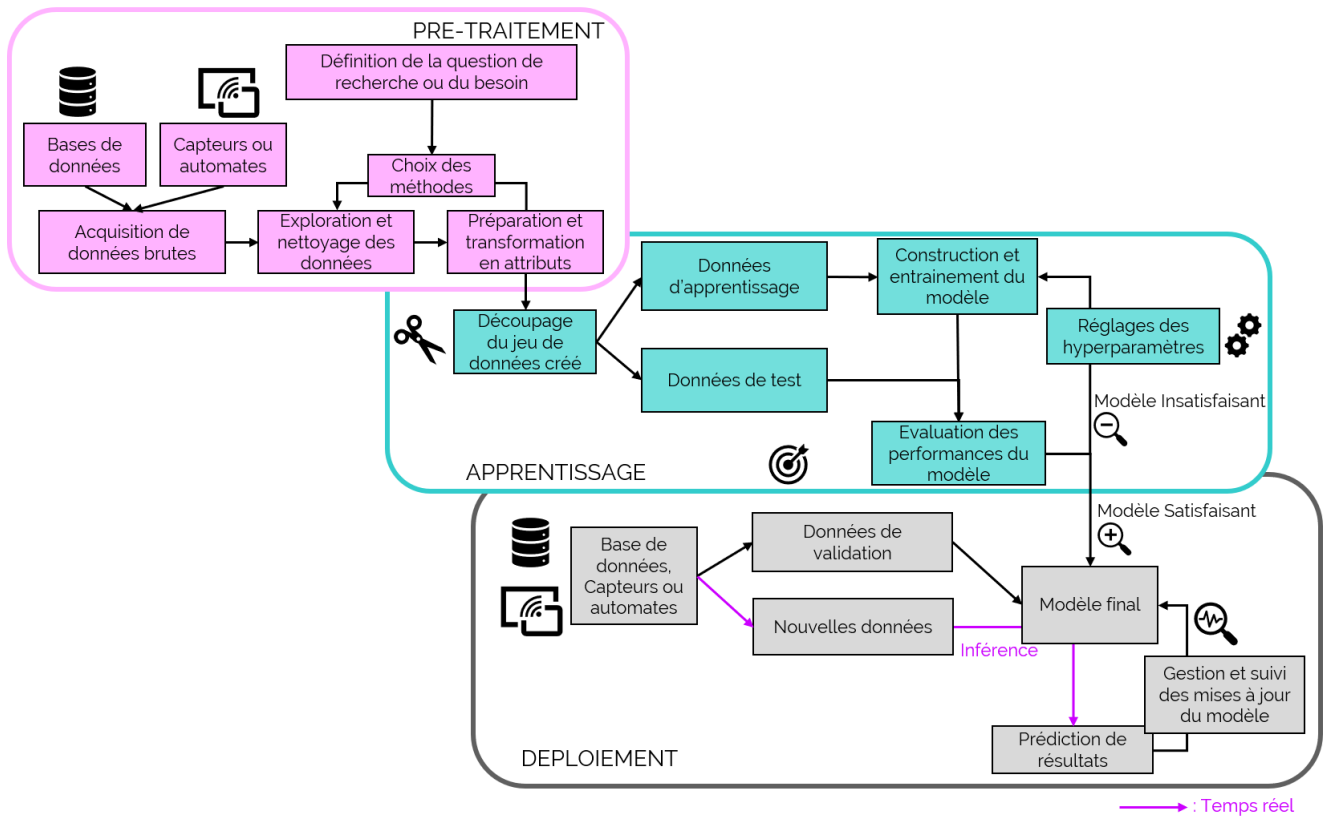 PRE-TRAITEMENT
Définition de la question de
recherche ou du besoin
Bases de
données
Capteurs ou
automates
Choix des
méthodes
Acquisition de
données brutes
Exploration et
nettoyage des
données
Préparation et
transformation
en attributs
Découpage
du jeu de
données créé
Données
d'apprentissage
Construction et
entrainement du
modèle
Réglages des
hyperparamètres
Données de test
Modèle Insatisfaisant
Evaluation des
performances du
modèle
APPRENTISSAGE
Modèle Satisfaisant
Base de
données,
Capteurs ou
automates
Données de
validation
Nouvelles données
Inférence
Modèle final
Gestion et suivi
des mises à jour
du modèle
Prédiction de
résultats
DEPLOIEMENT
: Temps réel